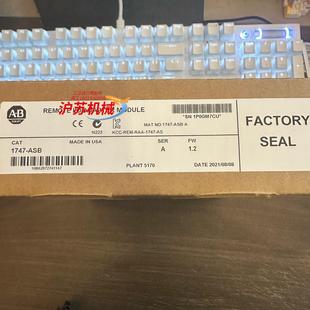 AB
REMOTE
MODULE
沪苏机械
"SN 1P0GM7CU"
MAT NO 1747-ASB A
N223
KCC-REM-RAA-1747-AS
FACTORY
SEAL
CAT
MADE IN USA
SER
FW
1747-ASB
A
1.2
PLANT 5170
DATE 2021/08/08